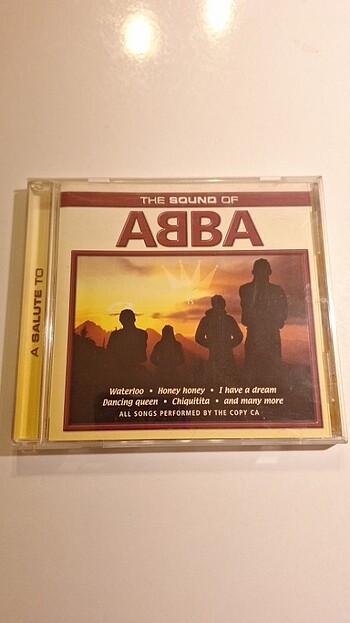 A SALUTE TO
THE SOUND OF
ABBA
Waterloo • Honey honey • I have a dream
Dancing queen • Chiquitita • and many more
ALL SONGS PERFORMED BY THE COPY CA